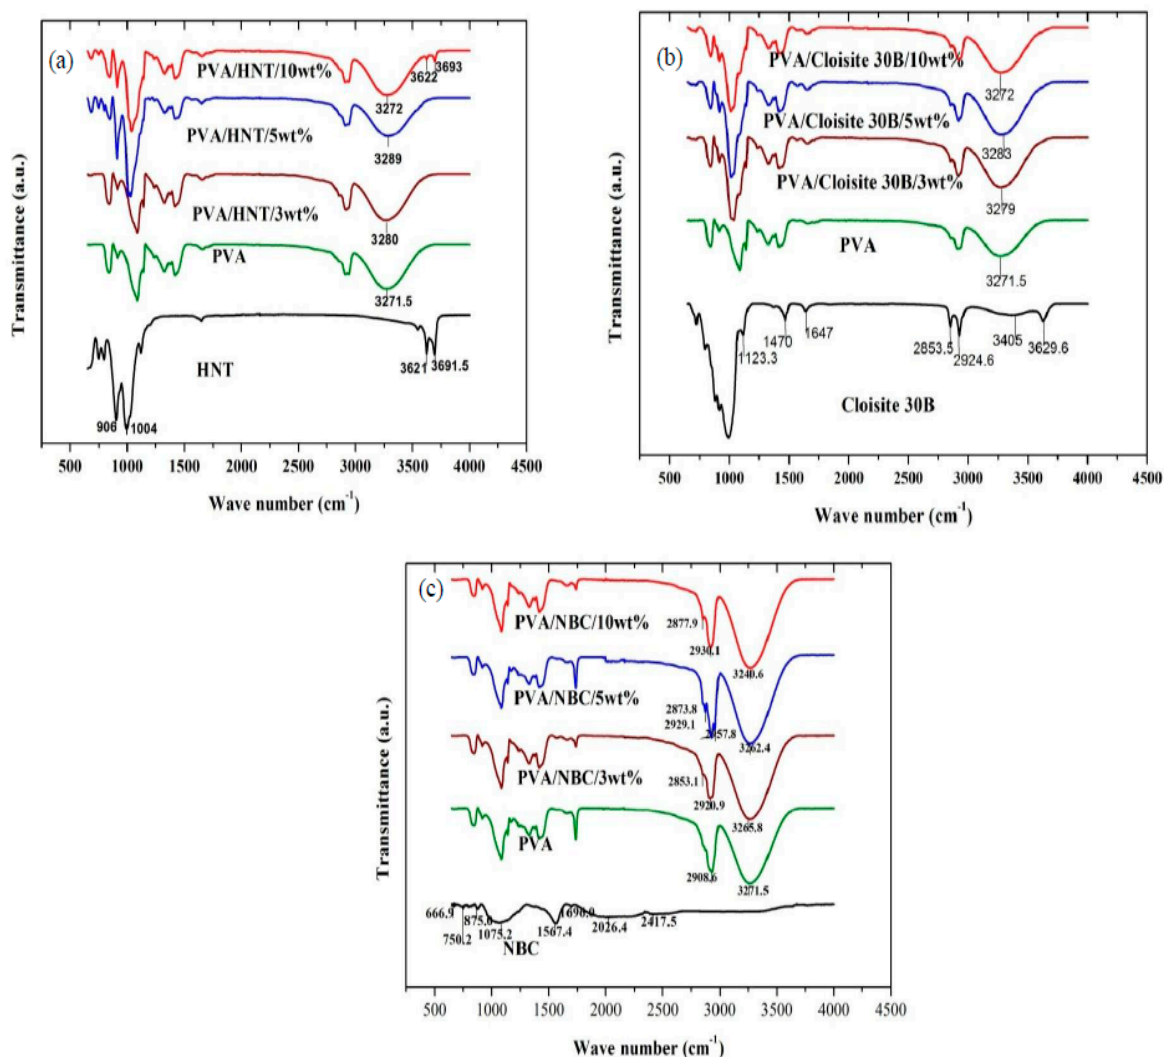 (a)
Transmittance (a.u.)
PVA/HNT/10wt%
3622
3693
3272
PVA/HNT/5wt%
3289
PVA/HNT/3wt%
3280
PVA
3271.5
HNT
3621
3691.5
906
1004
500 1000 1500 2000 2500 3000 3500 4000 4500
Wave number (cm⁻¹)
(b)
Transmittance (a.u.)
PVA/Cloisite 30B/10wt%
3272
PVA/Cloisite 30B/5wt%
3283
PVA/Cloisite 30B/3wt%
3279
PVA
3271.5
1123.3
1470
1647
2853.5
2924.6
3405
3629.6
Cloisite 30B
500 1000 1500 2000 2500 3000 3500 4000 4500
Wave number (cm⁻¹)
(c)
Transmittance (a.u.)
PVA/NBC/10wt%
2877.9
2930.1
3240.6
PVA/NBC/5wt%
2873.8
2929.1
2957.8
3262.4
PVA/NBC/3wt%
2853.1
2920.9
3265.8
PVA
2908.6
3271.5
666.9
750.2
875.0
1075.2
1567.4
1690.0
2026.4
2417.5
NBC
500 1000 1500 2000 2500 3000 3500 4000 4500
Wave number (cm⁻¹)